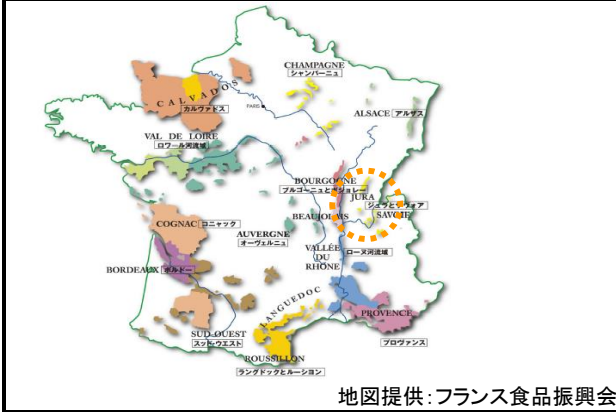 CHAMPAGNE
シャンパーニュ
CALVADOS
カルヴァドス
PARIS
ALSACE アルザス
VAL DE LOIRE
ロワール河流域
BOURGOGNE
ブルゴーニュとボジョレー
JURA
ジュラとサヴォア
SAVOIE
BEAUJOLAIS
COGNAC コニャック
AUVERGNE
オーヴェルニュ
VALLÉE
DU
RHÔNE
ローヌ河流域
BORDEAUX ボルドー
LANGUEDOC
PROVENCE
プロヴァンス
SUD-OUEST
スッド・ウエスト
ROUSSILLON
ラングドックとルーション
地図提供:フランス食品振興会